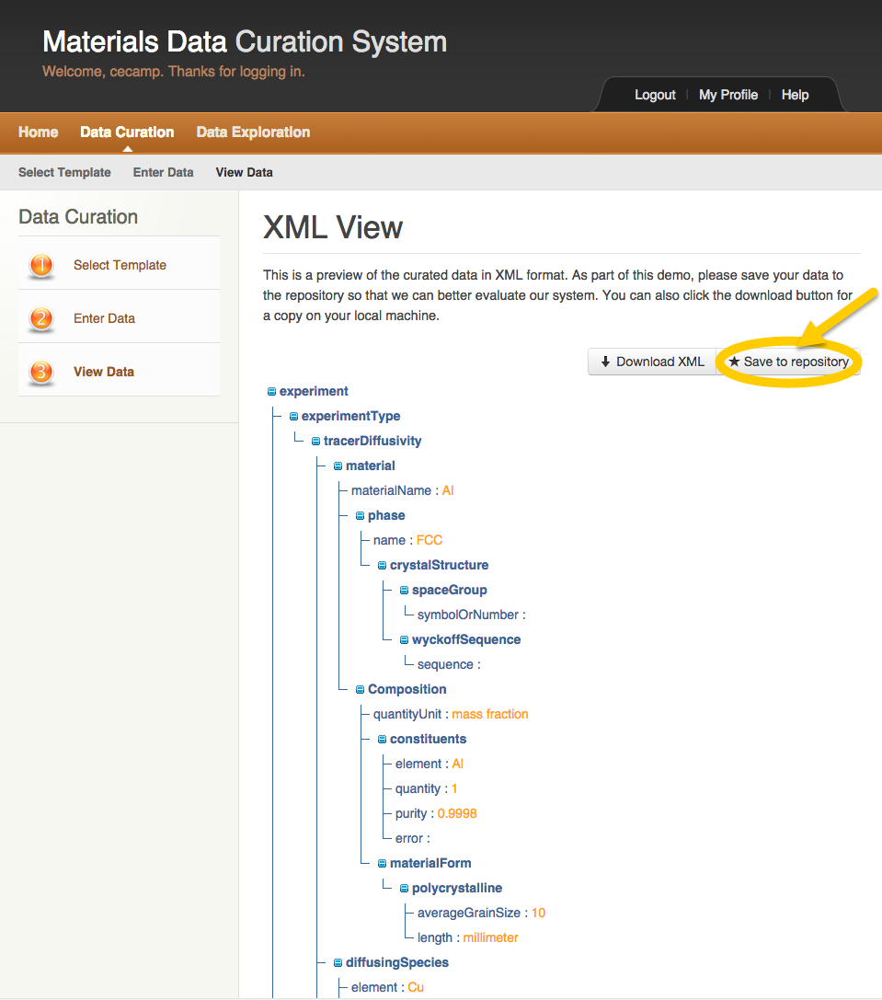 Materials Data Curation System
Welcome, cecamp. Thanks for logging in.
Logout | My Profile | Help
Home Data Curation Data Exploration
Select Template Enter Data View Data
Data Curation
1 Select Template
2 Enter Data
3 View Data
XML View
This is a preview of the curated data in XML format. As part of this demo, please save your data to
the repository so that we can better evaluate our system. You can also click the download button for
a copy on your local machine.
Download XML ★ Save to repository
experiment
experimentType
tracerDiffusivity
material
materialName : Al
phase
name : FCC
crystalStructure
spaceGroup
symbolOrNumber :
wyckoffSequence
sequence :
Composition
quantityUnit : mass fraction
constituents
element : Al
quantity : 1
purity : 0.9998
error :
materialForm
polycrystalline
averageGrainSize : 10
length : millimeter
diffusingSpecies
element : Cu